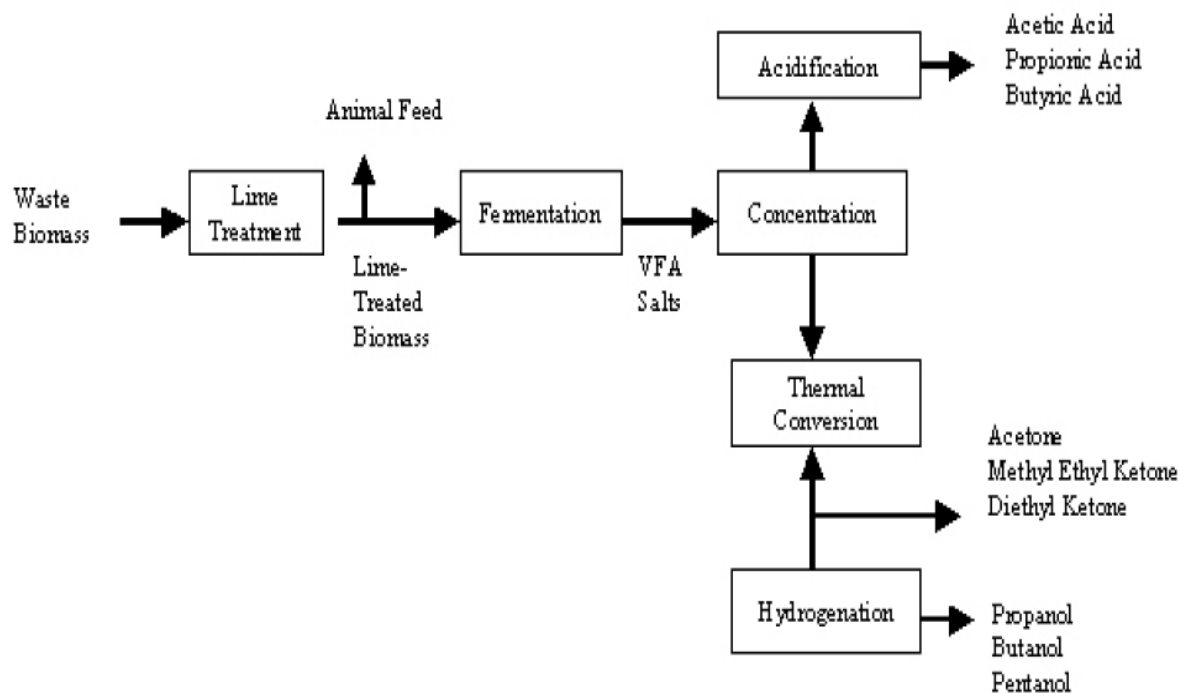 Waste
Biomass
Lime
Treatment
Animal Feed
Lime-
Treated
Biomass
Fermentation
VFA
Salts
Concentration
Acidification
Acetic Acid
Propionic Acid
Butyric Acid
Thermal
Conversion
Acetone
Methyl Ethyl Ketone
Diethyl Ketone
Hydrogenation
Propanol
Butanol
Pentanol